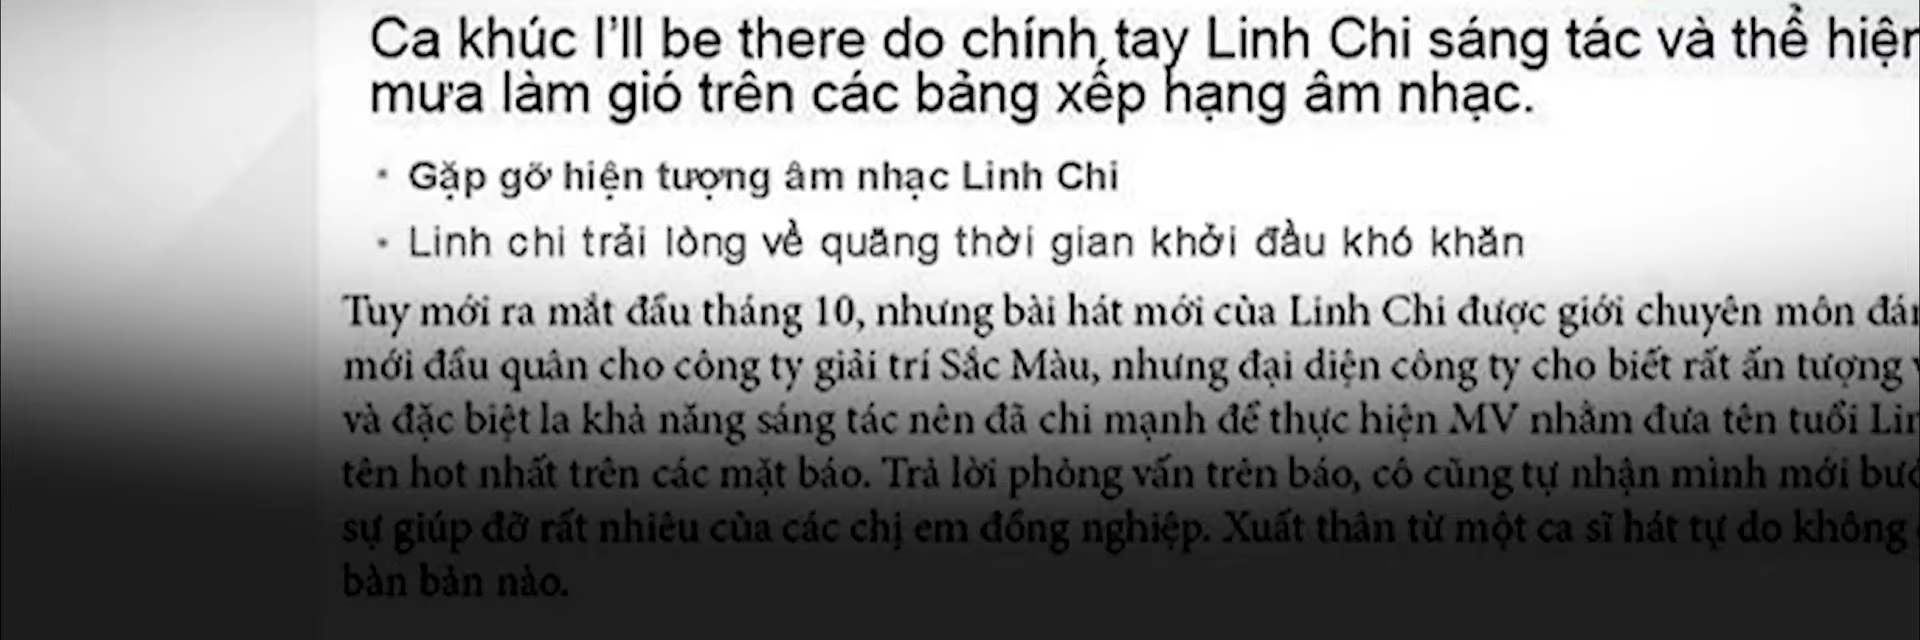 Ca khúc I'll be there do chính tay Linh Chi sáng tác và thể hiện
mưa làm gió trên các bảng xếp hạng âm nhạc.
Gặp gỡ hiện tượng âm nhạc Linh Chi
Linh chi trải lòng về quãng thời gian khởi đầu khó khăn
Tuy mới ra mắt đầu tháng 10, nhưng bài hát mới của Linh Chi được giới chuyên môn
mới đầu quân cho công ty giải trí Sắc Màu, nhưng đại diện công ty cho biết rất ấn tượng
và đặc biệt la khả năng sáng tác nên đã chi mạnh để thực hiện MV nhằm đưa tên tuổi
tên hot nhất trên các mặt báo. Trả lời phỏng vấn trên báo, cô cũng tự nhận mình mới
sự giúp đỡ rất nhiều của các chị em đồng nghiệp. Xuất thân từ một ca sĩ hát tự do không
bàn bản nào.